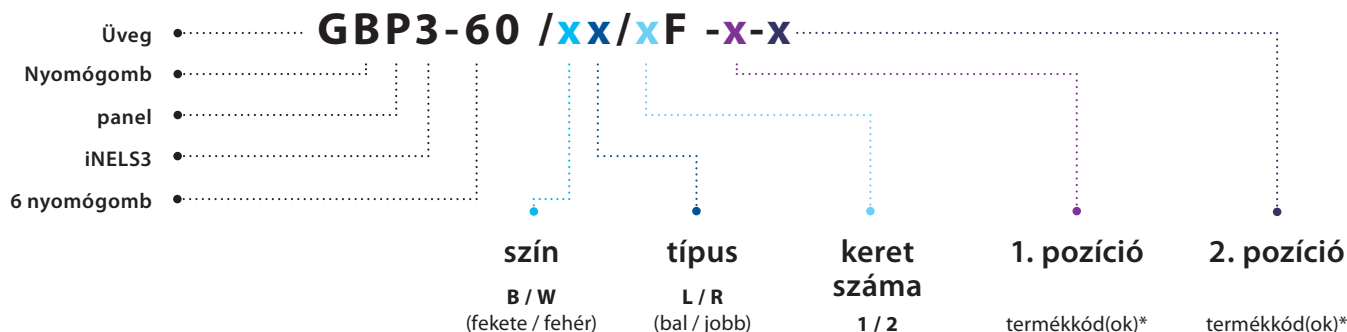 Üveg
GBP3-60 /xx/xF -x-x
Nyomógomb
panel
iNELS3
6 nyomógomb
szín
B / W
(fekete / fehér)
típus
L / R
(bal / jobb)
keret
száma
1 / 2
1. pozíció
termékkód(ok)*
2. pozíció
termékkód(ok)*